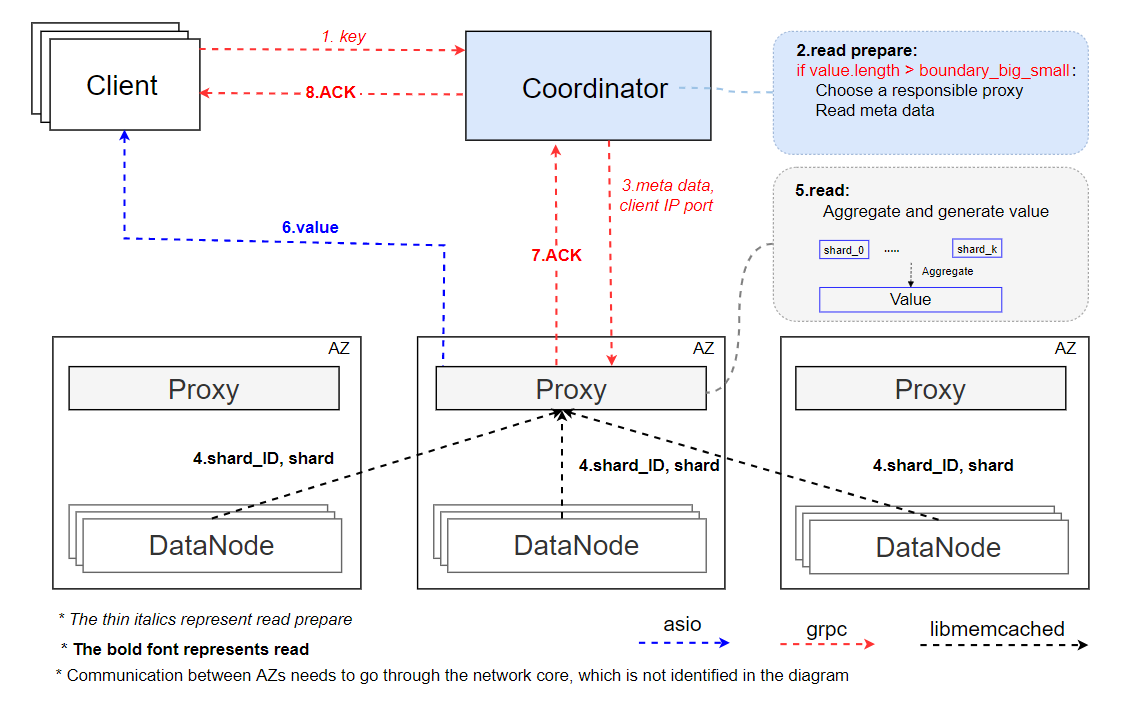 1. key
Client
8.ACK
Coordinator
2.read prepare:
if value.length > boundary_big_small:
Choose a responsible proxy
Read meta data
3.meta data,
client IP port
6.value
7.ACK
5.read:
Aggregate and generate value
shard_0
.....
shard_k
Aggregate
Value
AZ
Proxy
4.shard_ID, shard
DataNode
AZ
Proxy
4.shard_ID, shard
DataNode
AZ
Proxy
4.shard_ID, shard
DataNode
* The thin italics represent read prepare
* The bold font represents read
* Communication between AZs needs to go through the network core, which is not identified in the diagram
asio
grpc
libmemcached